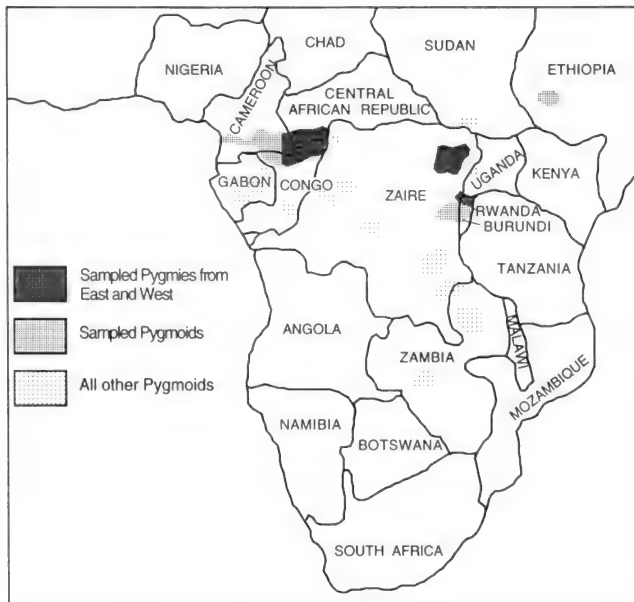 CHAD
SUDAN
NIGERIA
ETHIOPIA
CAMEROON
CENTRAL
AFRICAN REPUBLIC
GABON
CONGO
ZAIRE
UGANDA
KENYA
RWANDA
BURUNDI
TANZANIA
Sampled Pygmies from
East and West
Sampled Pygmoids
All other Pygmoids
ANGOLA
ZAMBIA
MALAWI
MOZAMBIQUE
NAMIBIA
BOTSWANA
SOUTH AFRICA